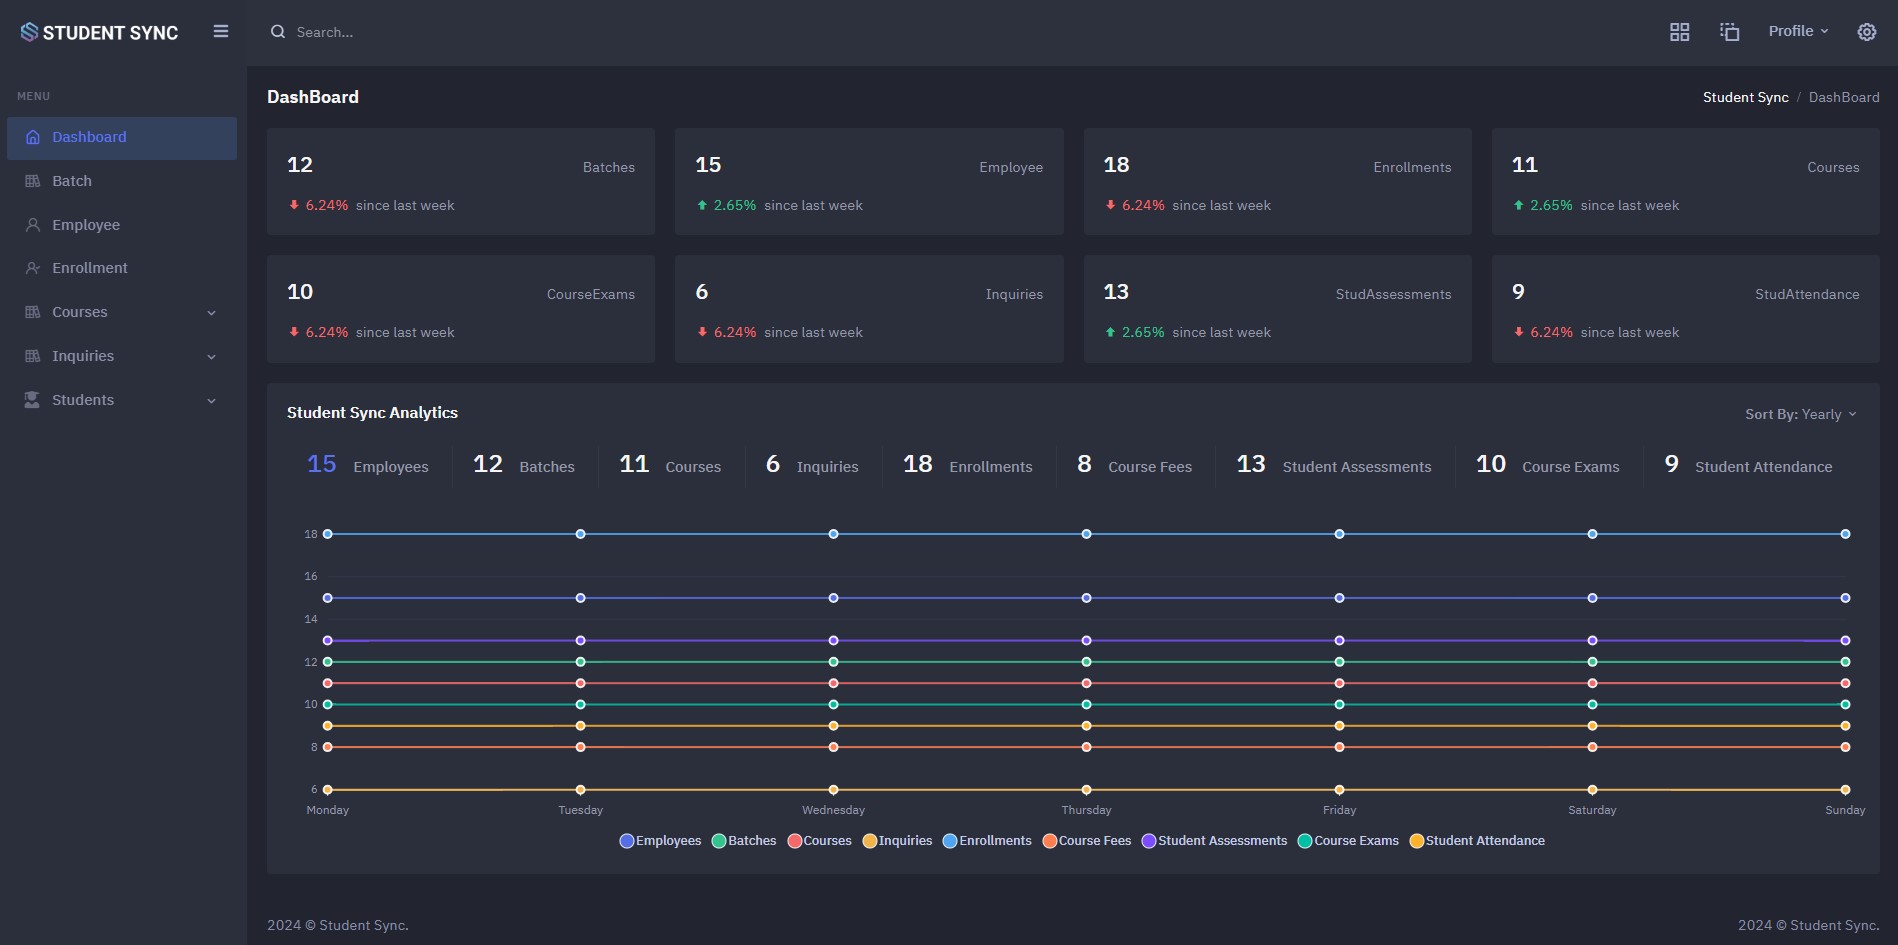 STUDENT SYNC
Search...
Profile
MENU
Dashboard
Batch
Employee
Enrollment
Courses
Inquiries
Students
DashBoard
Student Sync / DashBoard
12 Batches
6.24% since last week
15 Employee
2.65% since last week
18 Enrollments
6.24% since last week
11 Courses
2.65% since last week
10 CourseExams
6.24% since last week
6 Inquiries
6.24% since last week
13 StudAssessments
2.65% since last week
9 StudAttendance
6.24% since last week
Student Sync Analytics
Sort By: Yearly
15 Employees 12 Batches 11 Courses 6 Inquiries 18 Enrollments 8 Course Fees 13 Student Assessments 10 Course Exams 9 Student Attendance
18
16
14
12
10
8
6
Monday Tuesday Wednesday Thursday Friday Saturday Sunday
Employees Batches Courses Inquiries Enrollments Course Fees Student Assessments Course Exams Student Attendance
2024 © Student Sync. 2024 © Student Sync.